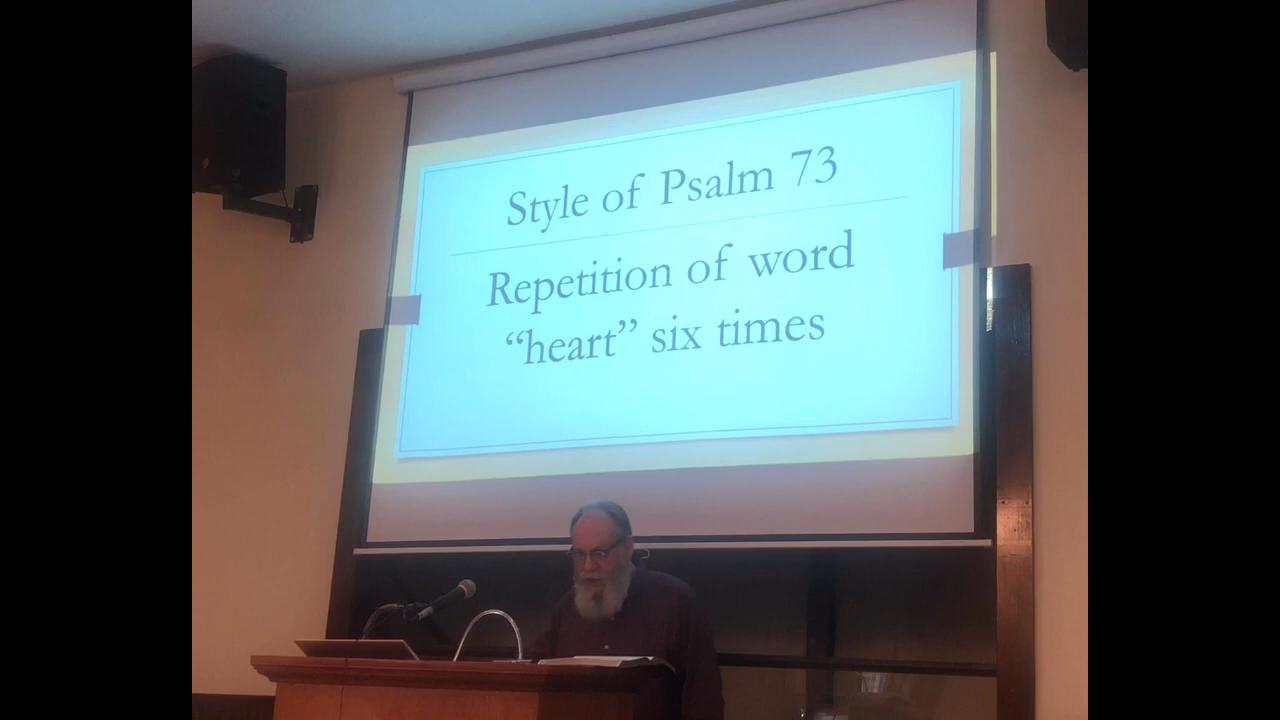 Style of Psalm 73
Repetition of word
“heart” six times